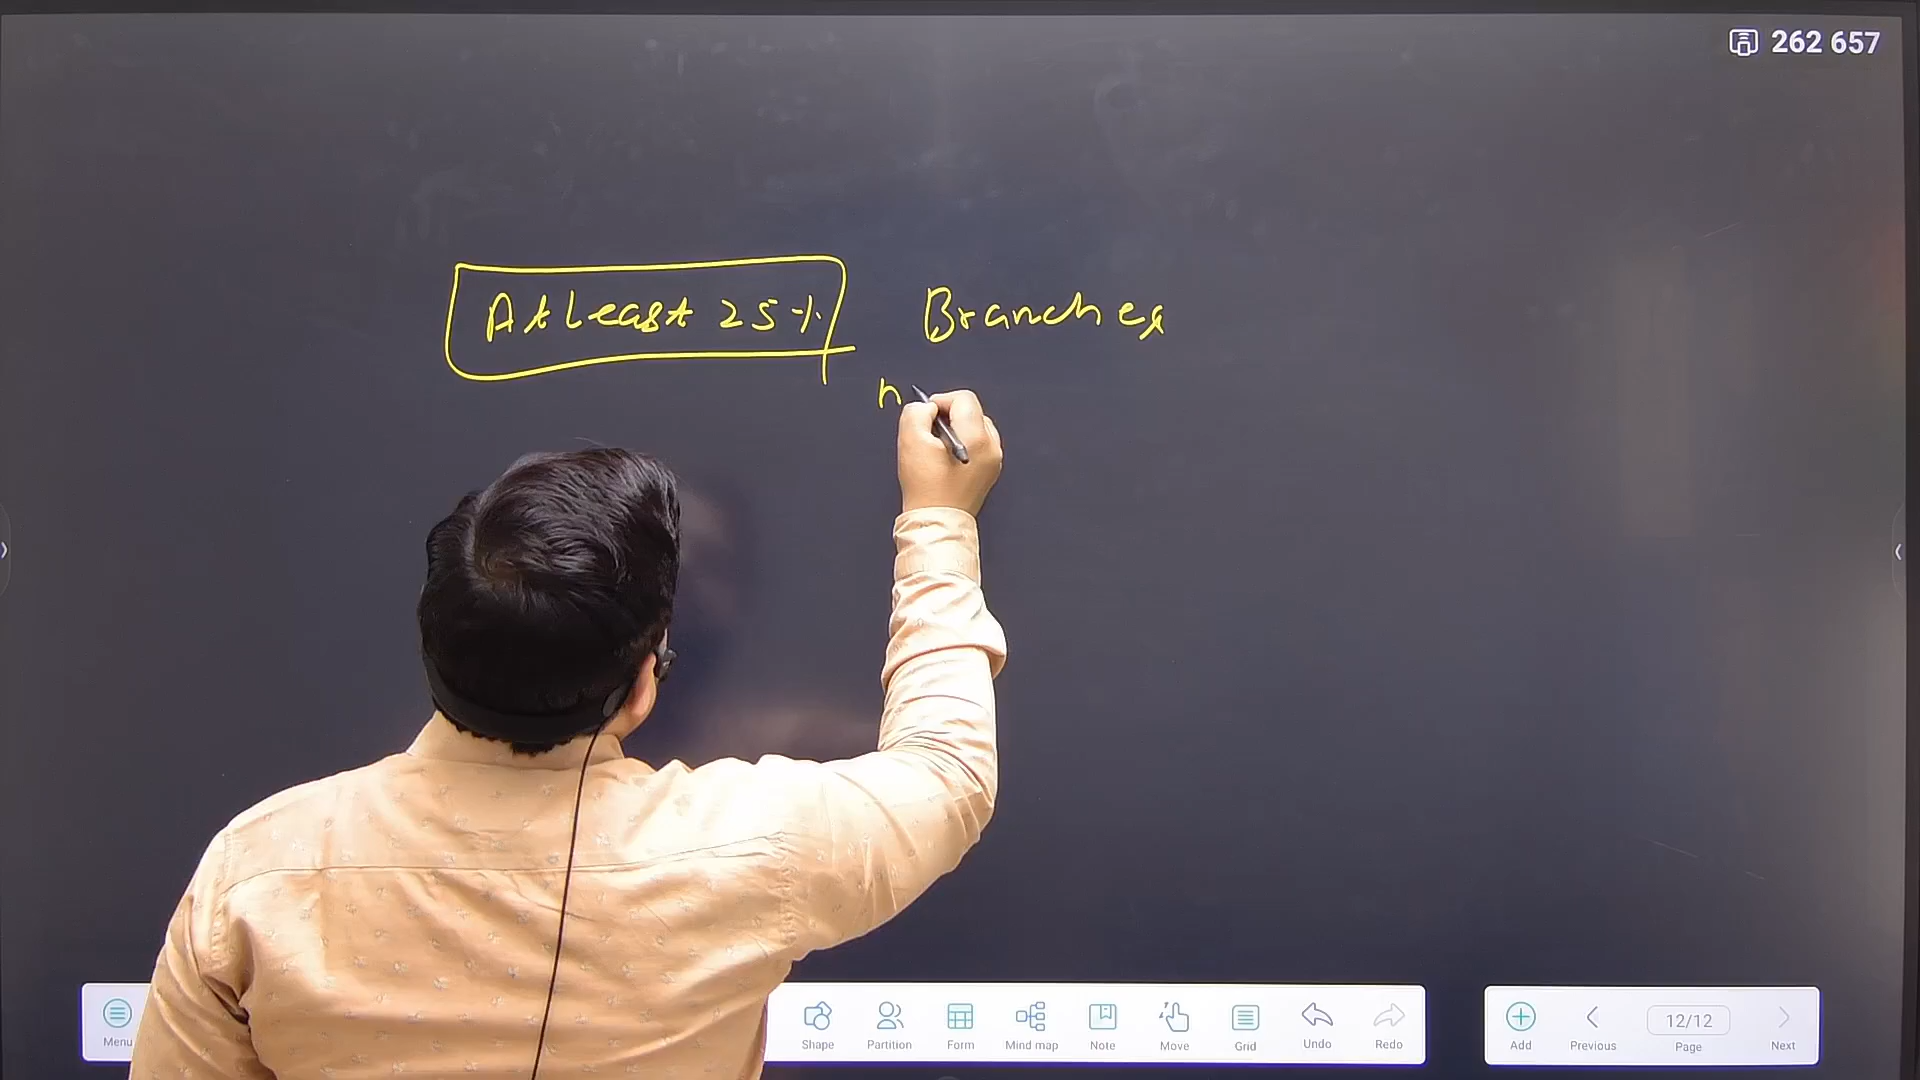 262 657
At least 25% Branches
n
Menu Shape Partition Form Mind map Note Move Grid Undo Redo Add Previous 12/12 Page Next